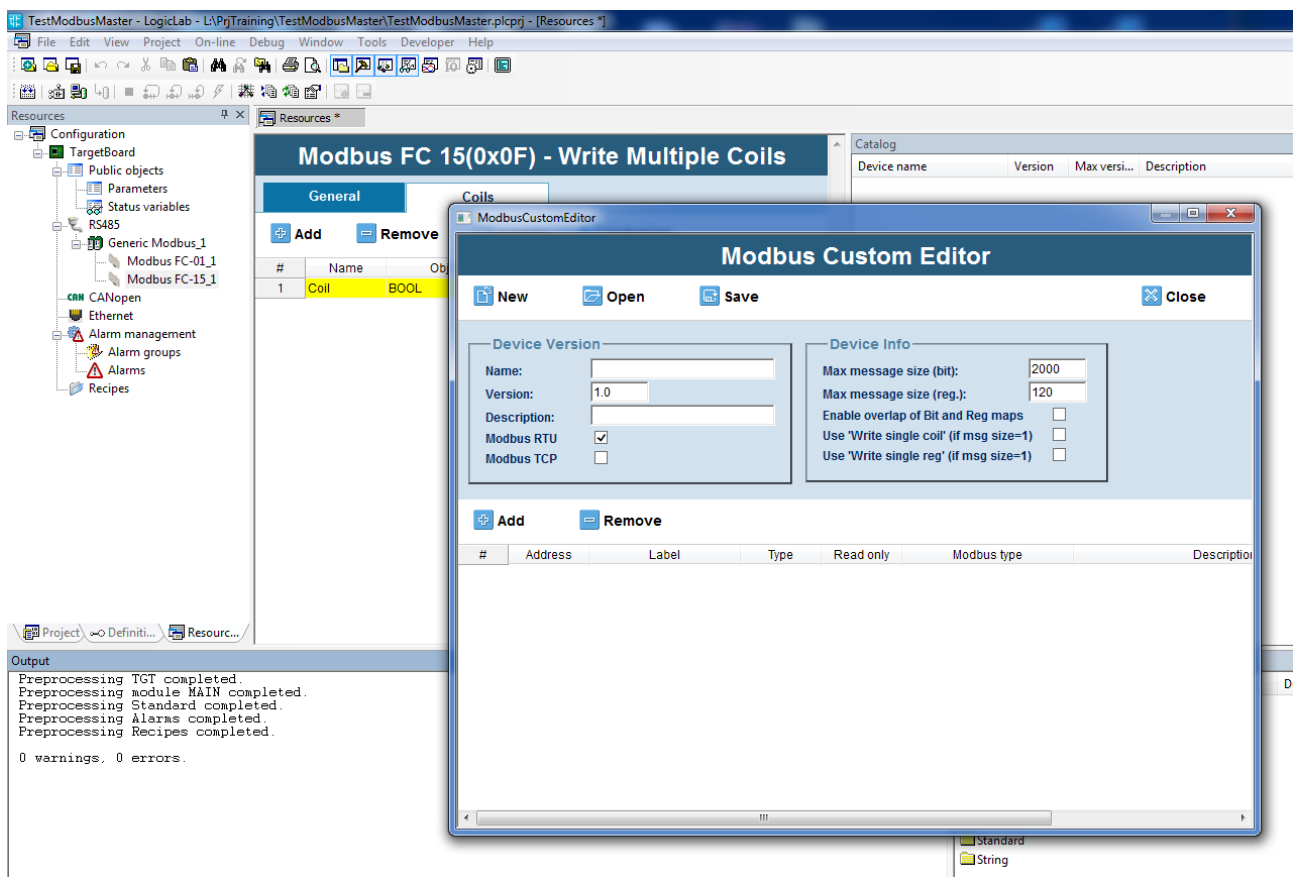 TestModbusMaster - LogicLab - L:\PrjTraining\TestModbusMaster\TestModbusMaster.plcprj - [Resources *]
File Edit View Project On-line Debug Window Tools Developer Help
Resources
Configuration
TargetBoard
Public objects
Parameters
Status variables
RS485
Generic Modbus_1
Modbus FC-01_1
Modbus FC-15_1
CAN CANopen
Ethernet
Alarm management
Alarm groups
Alarms
Recipes
Project Definiti... Resourc...
Resources *
Modbus FC 15(0x0F) - Write Multiple Coils
General Coils
Add Remove
# Name Obj
1 Coil BOOL
Catalog
Device name Version Max versi... Description
ModbusCustomEditor
Modbus Custom Editor
New Open Save Close
Device Version
Name:
Version: 1.0
Description:
Modbus RTU
Modbus TCP
Device Info
Max message size (bit): 2000
Max message size (reg.): 120
Enable overlap of Bit and Reg maps
Use 'Write single coil' (if msg size=1)
Use 'Write single reg' (if msg size=1)
Add Remove
# Address Label Type Read only Modbus type Description
Output
Preprocessing TGT completed.
Preprocessing module MAIN completed.
Preprocessing Standard completed.
Preprocessing Alarms completed.
Preprocessing Recipes completed.
0 warnings, 0 errors.
D
Standard
String